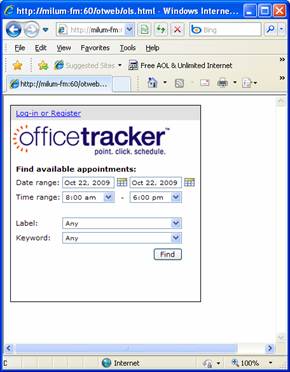 http://milum-fm:60/otweb/ols.html - Windows Interne...
http://milum-fm
Bing
File Edit View Favorites Tools Help
Suggested Sites Free AOL & Unlimited Internet
http://milum-fm:60/otweb/...
Log-in or Register
officetracker™
point. click. schedule.
Find available appointments:
Date range: Oct 22, 2009 Oct 22, 2009
Time range: 8:00 am - 6:00 pm
Label: Any
Keyword: Any
Find
Internet 100%